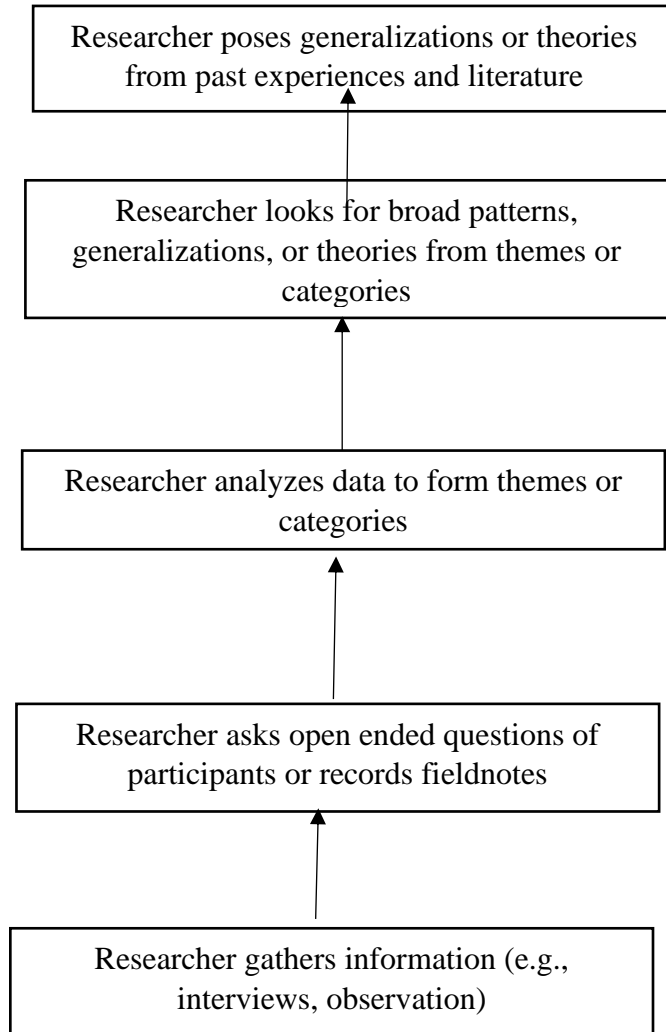 Researcher poses generalizations or theories
from past experiences and literature
Researcher looks for broad patterns,
generalizations, or theories from themes or
categories
Researcher analyzes data to form themes or
categories
Researcher asks open ended questions of
participants or records fieldnotes
Researcher gathers information (e.g.,
interviews, observation)